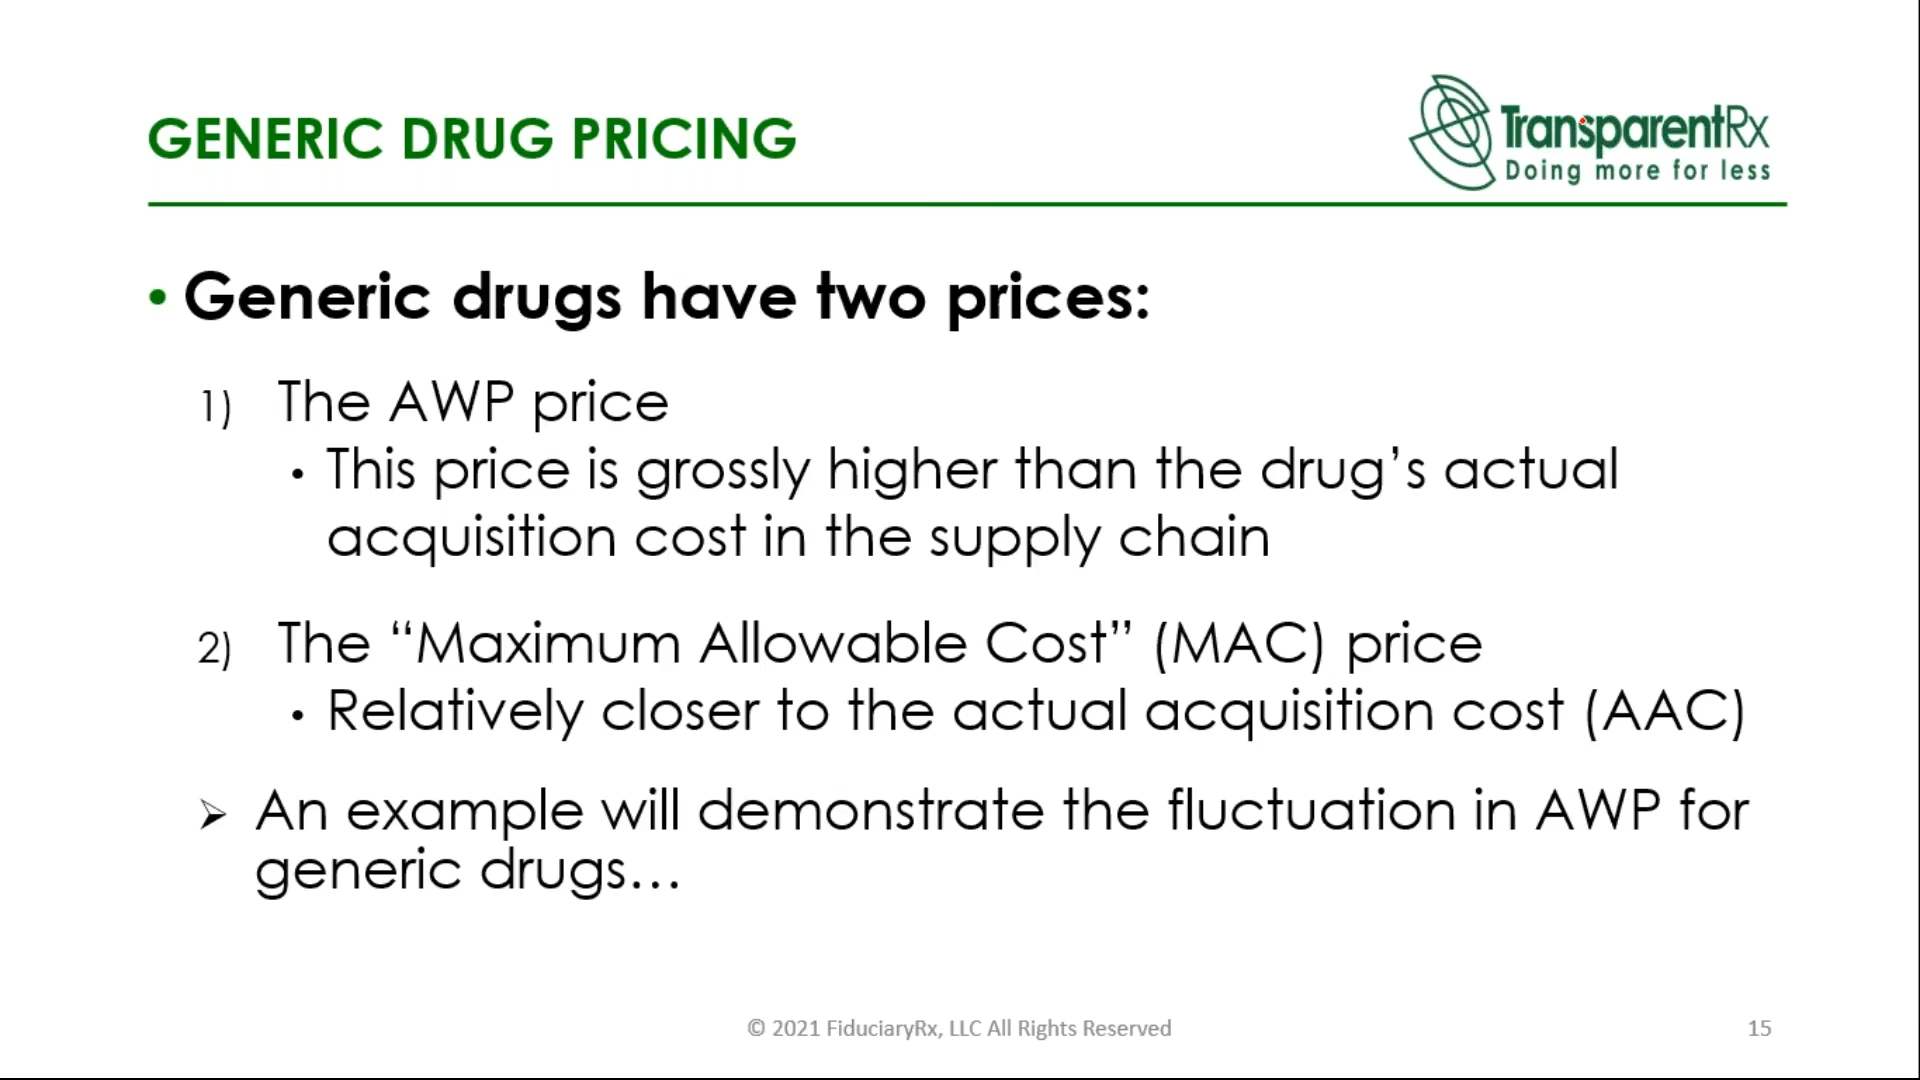 GENERIC DRUG PRICING
TransparentRx
Doing more for less
• Generic drugs have two prices:
1) The AWP price
• This price is grossly higher than the drug’s actual
acquisition cost in the supply chain
2) The “Maximum Allowable Cost” (MAC) price
• Relatively closer to the actual acquisition cost (AAC)
➢ An example will demonstrate the fluctuation in AWP for
generic drugs…
© 2021 FiduciaryRx, LLC All Rights Reserved
15